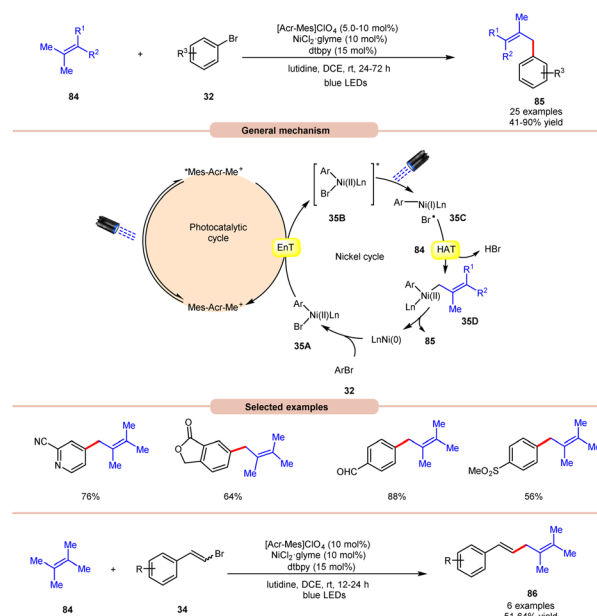 [Acr-Mes]ClO4 (5.0-10 mol%)
NiCl2·glyme (10 mol%)
dtbpy (15 mol%)
lutidine, DCE, rt, 24-72 h
blue LEDs
Me
R1
R2
Me
+
R3
Br
Me
R1
R2
R3
84
32
85
25 examples
41-90% yield
General mechanism
*Mes-Acr-Me+
Photocatalytic
cycle
Mes-Acr-Me+
EnT
Ar
Ni(II)Ln
Br
*
35B
Ar
Ni(I)Ln
Br•
35C
84
HAT
HBr
Nickel cycle
Ar
Ni(II)
Ln
R1
R2
Me
35D
Ar
Ni(II)Ln
Br
35A
LnNi(0)
85
ArBr
32
Selected examples
NC
N
Me
Me
Me
76%
O
O
Me
Me
Me
64%
OHC
Me
Me
Me
88%
MeO2S
Me
Me
Me
56%
[Acr-Mes]ClO4 (10 mol%)
NiCl2·glyme (10 mol%)
dtbpy (15 mol%)
lutidine, DCE, rt, 12-24 h
blue LEDs
Me
Me
Me
Me
+
R
Br
R
Me
Me
Me
84
34
86
6 examples
51-64% yield